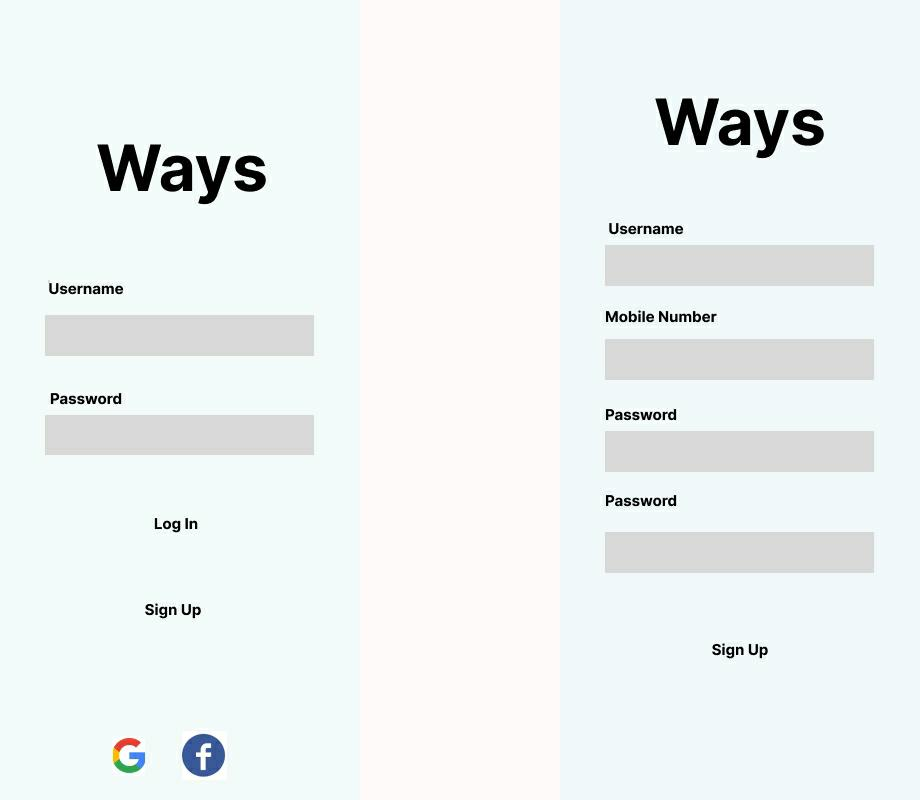 Ways
Username
Password
Log In
Sign Up
Ways
Username
Mobile Number
Password
Password
Sign Up